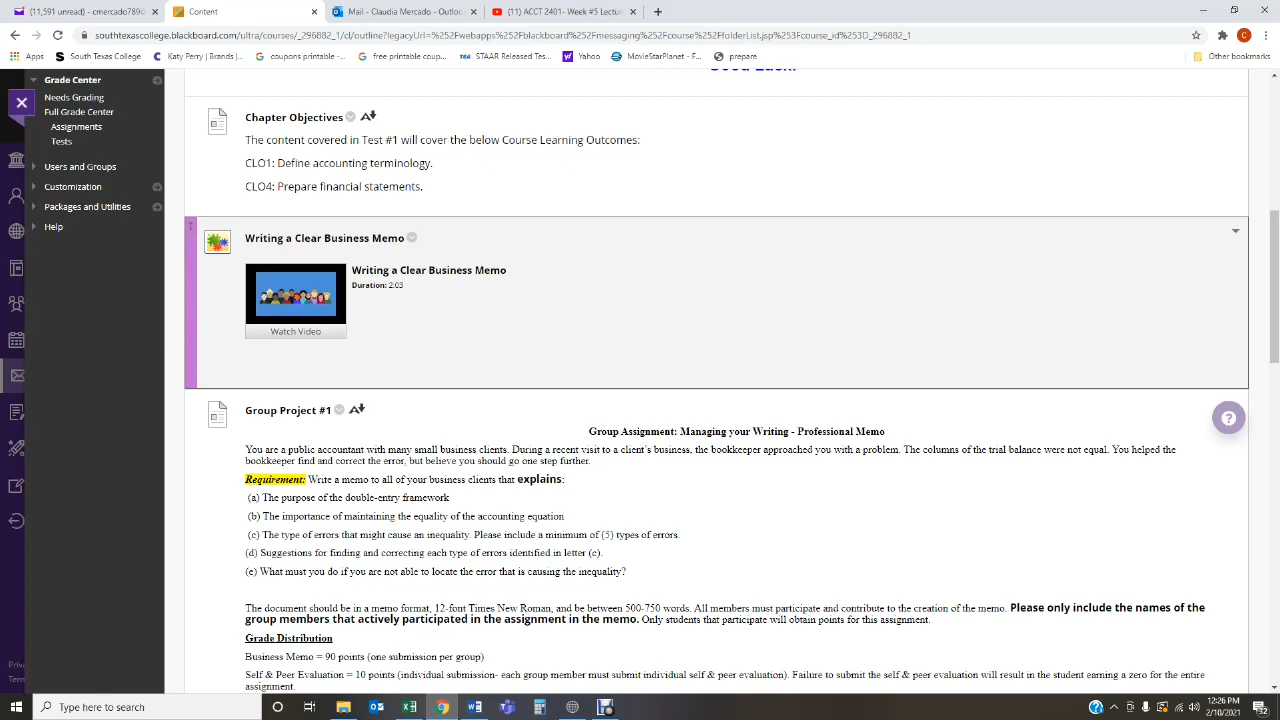 (11,591 unread) - cmercado789@
Content
Mail - Claudia Mercado - Outloo
(11) ACCT-2401- Week #5 Lectur
southtexascollege.blackboard.com/ultra/courses/_296882_1/cl/outline?legacyUrl=%252Fwebapps%252Fblackboard%252Fmessaging%252Fcourse%252FfolderList.jsp%253Fcourse_id%253D_296882_1
Apps
South Texas College
Katy Perry | Brands |...
coupons printable -...
free printable coup...
STAAR Released Tes...
Yahoo
MovieStarPlanet - F...
prepare
Other bookmarks
Grade Center
Needs Grading
Full Grade Center
Assignments
Tests
Users and Groups
Customization
Packages and Utilities
Help
Priv
Term
Good Luck!
Chapter Objectives
The content covered in Test #1 will cover the below Course Learning Outcomes:
CLO1: Define accounting terminology.
CLO4: Prepare financial statements.
Writing a Clear Business Memo
Writing a Clear Business Memo
Duration: 2:03
Watch Video
Group Project #1
Group Assignment: Managing your Writing - Professional Memo
You are a public accountant with many small business clients. During a recent visit to a client's business, the bookkeeper approached you with a problem. The columns of the trial balance were not equal. You helped the
bookkeeper find and correct the error, but believe you should go one step further.
Requirement: Write a memo to all of your business clients that explains:
(a) The purpose of the double-entry framework
(b) The importance of maintaining the equality of the accounting equation
(c) The type of errors that might cause an inequality. Please include a minimum of (5) types of errors.
(d) Suggestions for finding and correcting each type of errors identified in letter (c).
(e) What must you do if you are not able to locate the error that is causing the inequality?
The document should be in a memo format, 12-font Times New Roman, and be between 500-750 words. All members must participate and contribute to the creation of the memo. Please only include the names of the
group members that actively participated in the assignment in the memo. Only students that participate will obtain points for this assignment.
Grade Distribution
Business Memo = 90 points (one submission per group)
Self & Peer Evaluation = 10 points (individual submission- each group member must submit individual self & peer evaluation). Failure to submit the self & peer evaluation will result in the student earning a zero for the entire
assignment.
Type here to search
12:26 PM
2/10/2021